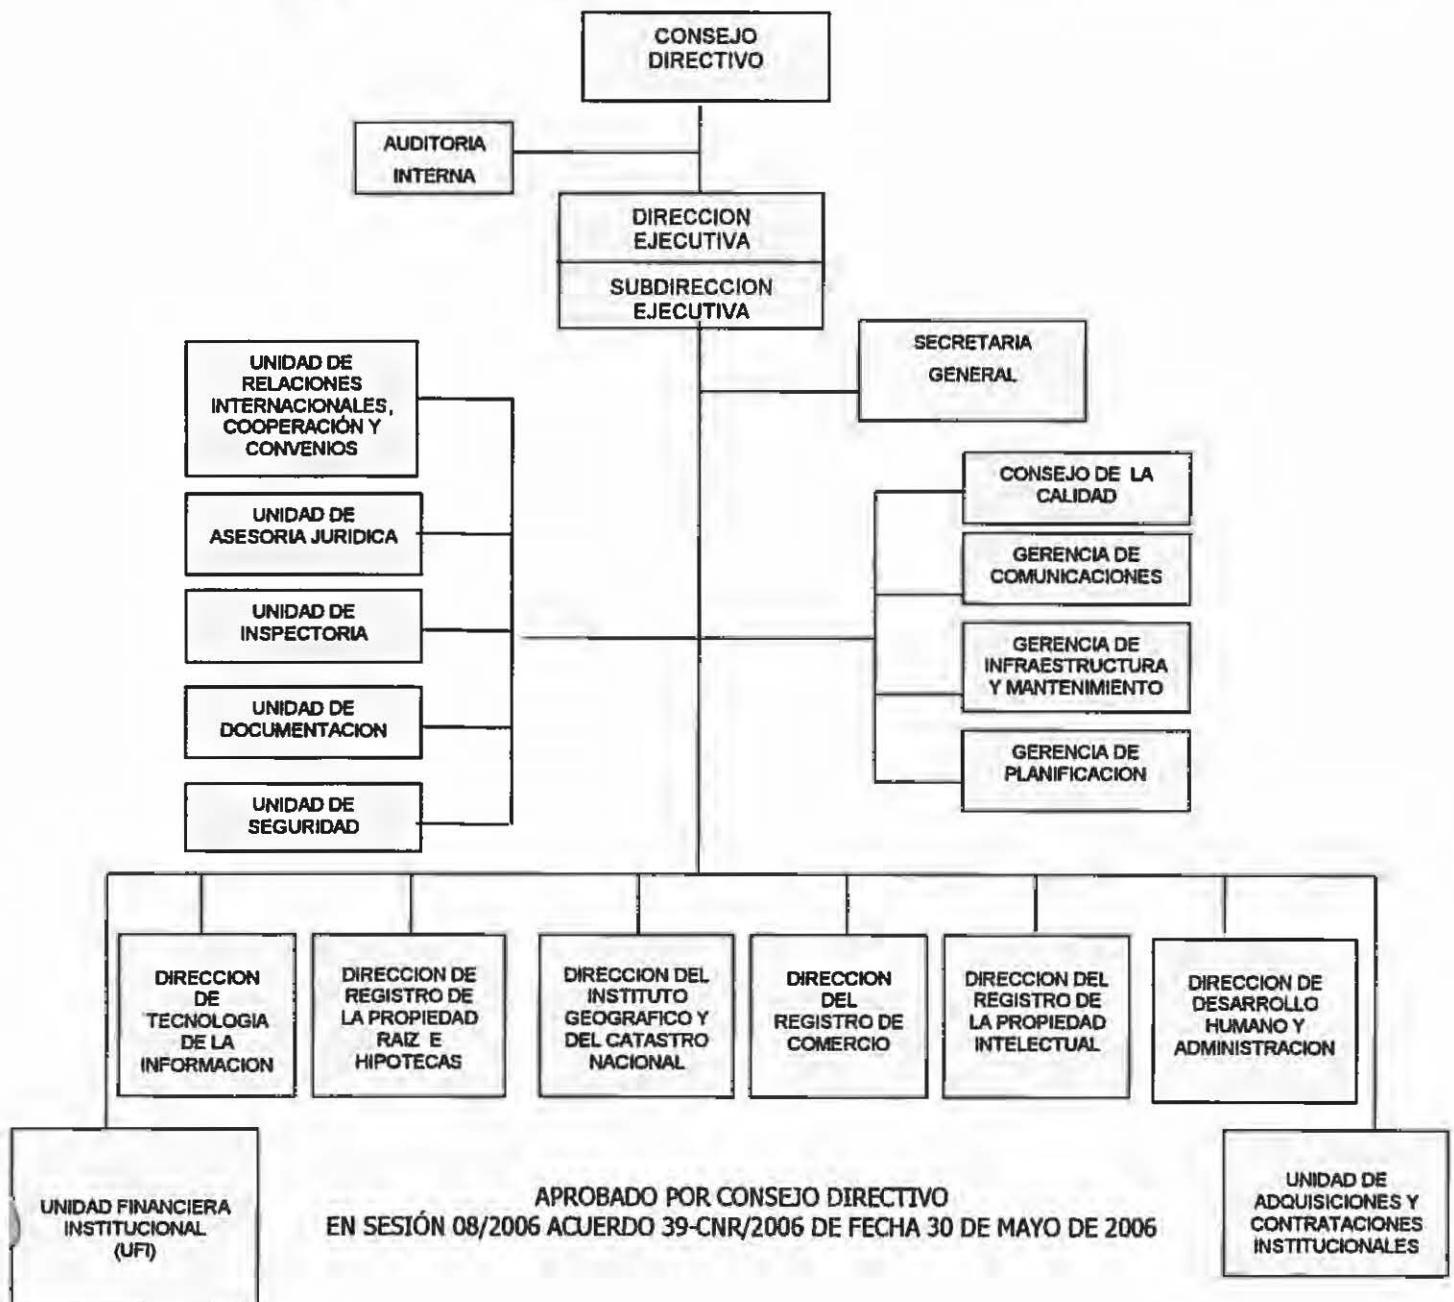 CONSEJO
DIRECTIVO
AUDITORIA
INTERNA
DIRECCION
EJECUTIVA
SUBDIRECCION
EJECUTIVA
SECRETARIA
GENERAL
UNIDAD DE
RELACIONES
INTERNACIONALES,
COOPERACIÓN Y
CONVENIOS
UNIDAD DE
ASESORIA JURIDICA
UNIDAD DE
INSPECTORIA
UNIDAD DE
DOCUMENTACION
UNIDAD DE
SEGURIDAD
CONSEJO DE LA
CALIDAD
GERENCIA DE
COMUNICACIONES
GERENCIA DE
INFRAESTRUCTURA
Y MANTENIMIENTO
GERENCIA DE
PLANIFICACION
DIRECCION
DE
TECNOLOGIA
DE LA
INFORMACION
DIRECCION DE
REGISTRO DE
LA PROPIEDAD
RAIZ E
HIPOTECAS
DIRECCION DEL
INSTITUTO
GEOGRAFICO Y
DEL CATASTRO
NACIONAL
DIRECCION
DEL
REGISTRO DE
COMERCIO
DIRECCION DEL
REGISTRO DE
LA PROPIEDAD
INTELECTUAL
DIRECCION DE
DESARROLLO
HUMANO Y
ADMINISTRACION
UNIDAD FINANCIERA
INSTITUCIONAL
(UFI)
APROBADO POR CONSEJO DIRECTIVO
EN SESIÓN 08/2006 ACUERDO 39-CNR/2006 DE FECHA 30 DE MAYO DE 2006
UNIDAD DE
ADQUISICIONES Y
CONTRATACIONES
INSTITUCIONALES